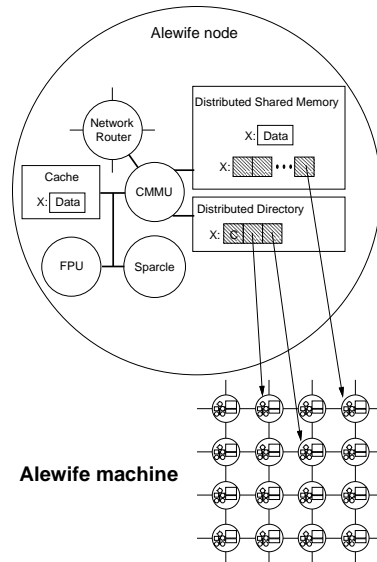 Alewife node
Distributed Shared Memory
Network
Router
X: Data
Cache
X: Data
CMMU
X:
Distributed Directory
X: C
FPU
Sparcle
Alewife machine